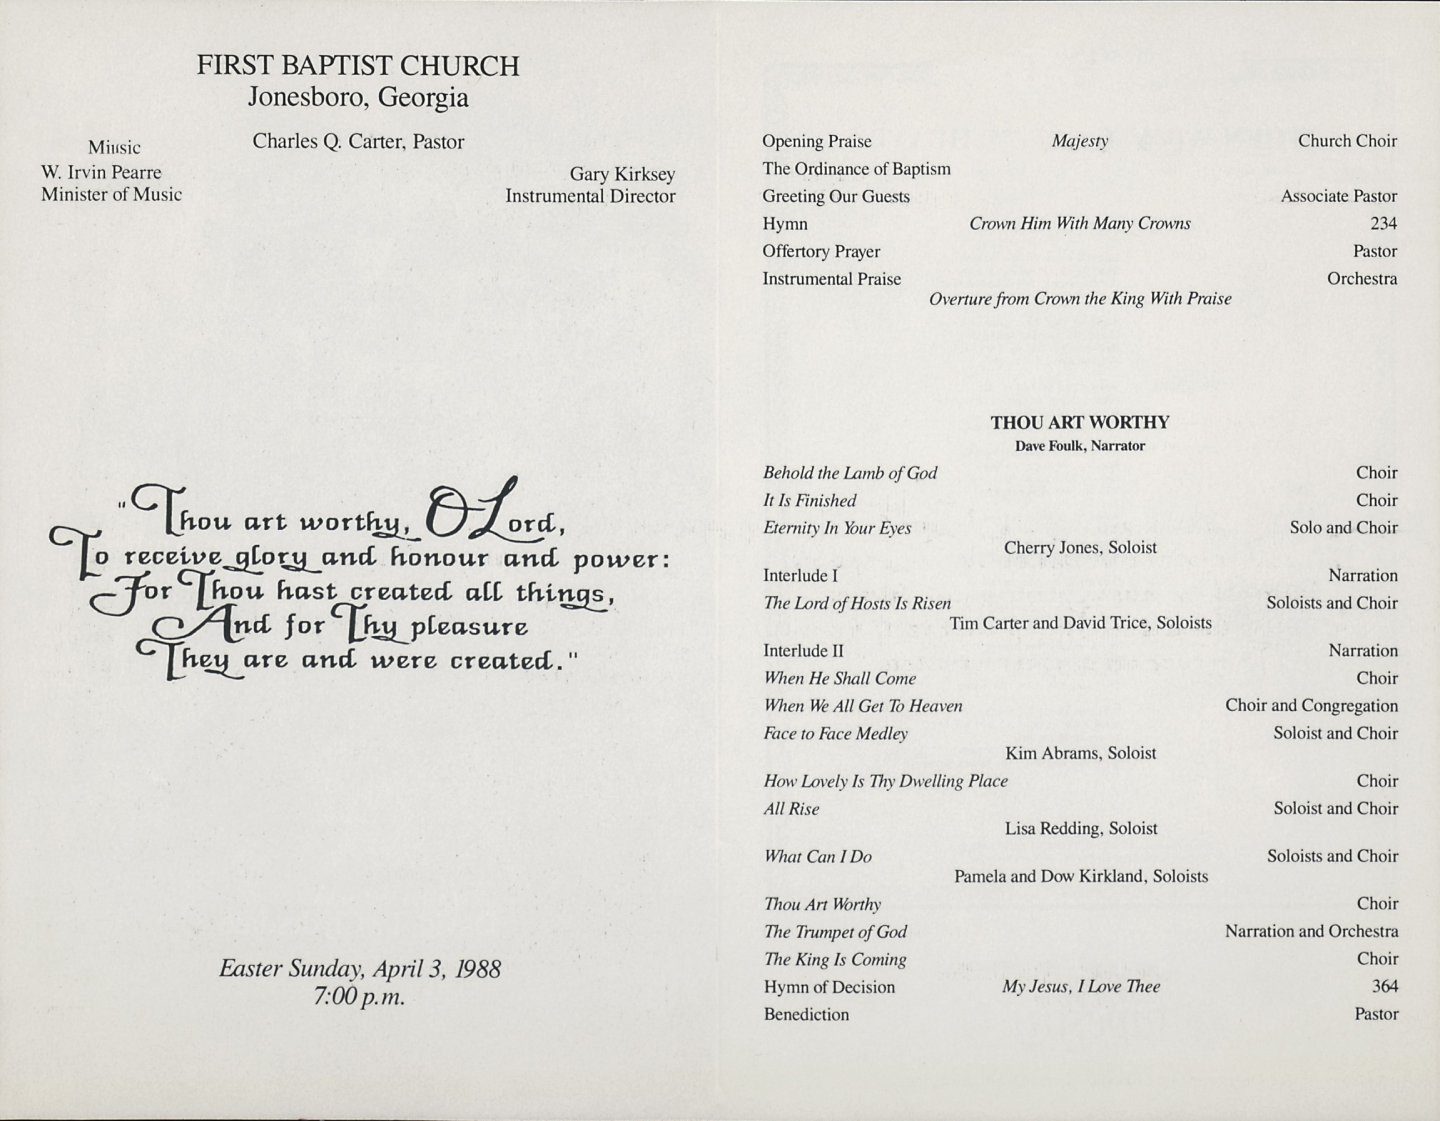 FIRST BAPTIST CHURCH
Jonesboro, Georgia
Charles Q. Carter, Pastor
Music
W. Irvin Pearre
Minister of Music
Gary Kirksey
Instrumental Director
"Thou art worthy, O Lord,
To receive glory and honour and power:
For Thou hast created all things,
And for Thy pleasure
They are and were created."
Easter Sunday, April 3, 1988
7:00 p.m.
Opening Praise Majesty Church Choir
The Ordinance of Baptism
Greeting Our Guests Associate Pastor
Hymn Crown Him With Many Crowns 234
Offertory Prayer Pastor
Instrumental Praise Orchestra
Overture from Crown the King With Praise
THOU ART WORTHY
Dave Foulk, Narrator
Behold the Lamb of God Choir
It Is Finished Choir
Eternity In Your Eyes Solo and Choir
Cherry Jones, Soloist
Interlude I Narration
The Lord of Hosts Is Risen Soloists and Choir
Tim Carter and David Trice, Soloists
Interlude II Narration
When He Shall Come Choir
When We All Get To Heaven Choir and Congregation
Face to Face Medley Soloist and Choir
Kim Abrams, Soloist
How Lovely Is Thy Dwelling Place Choir
All Rise Soloist and Choir
Lisa Redding, Soloist
What Can I Do Soloists and Choir
Pamela and Dow Kirkland, Soloists
Thou Art Worthy Choir
The Trumpet of God Narration and Orchestra
The King Is Coming Choir
Hymn of Decision My Jesus, I Love Thee 364
Benediction Pastor